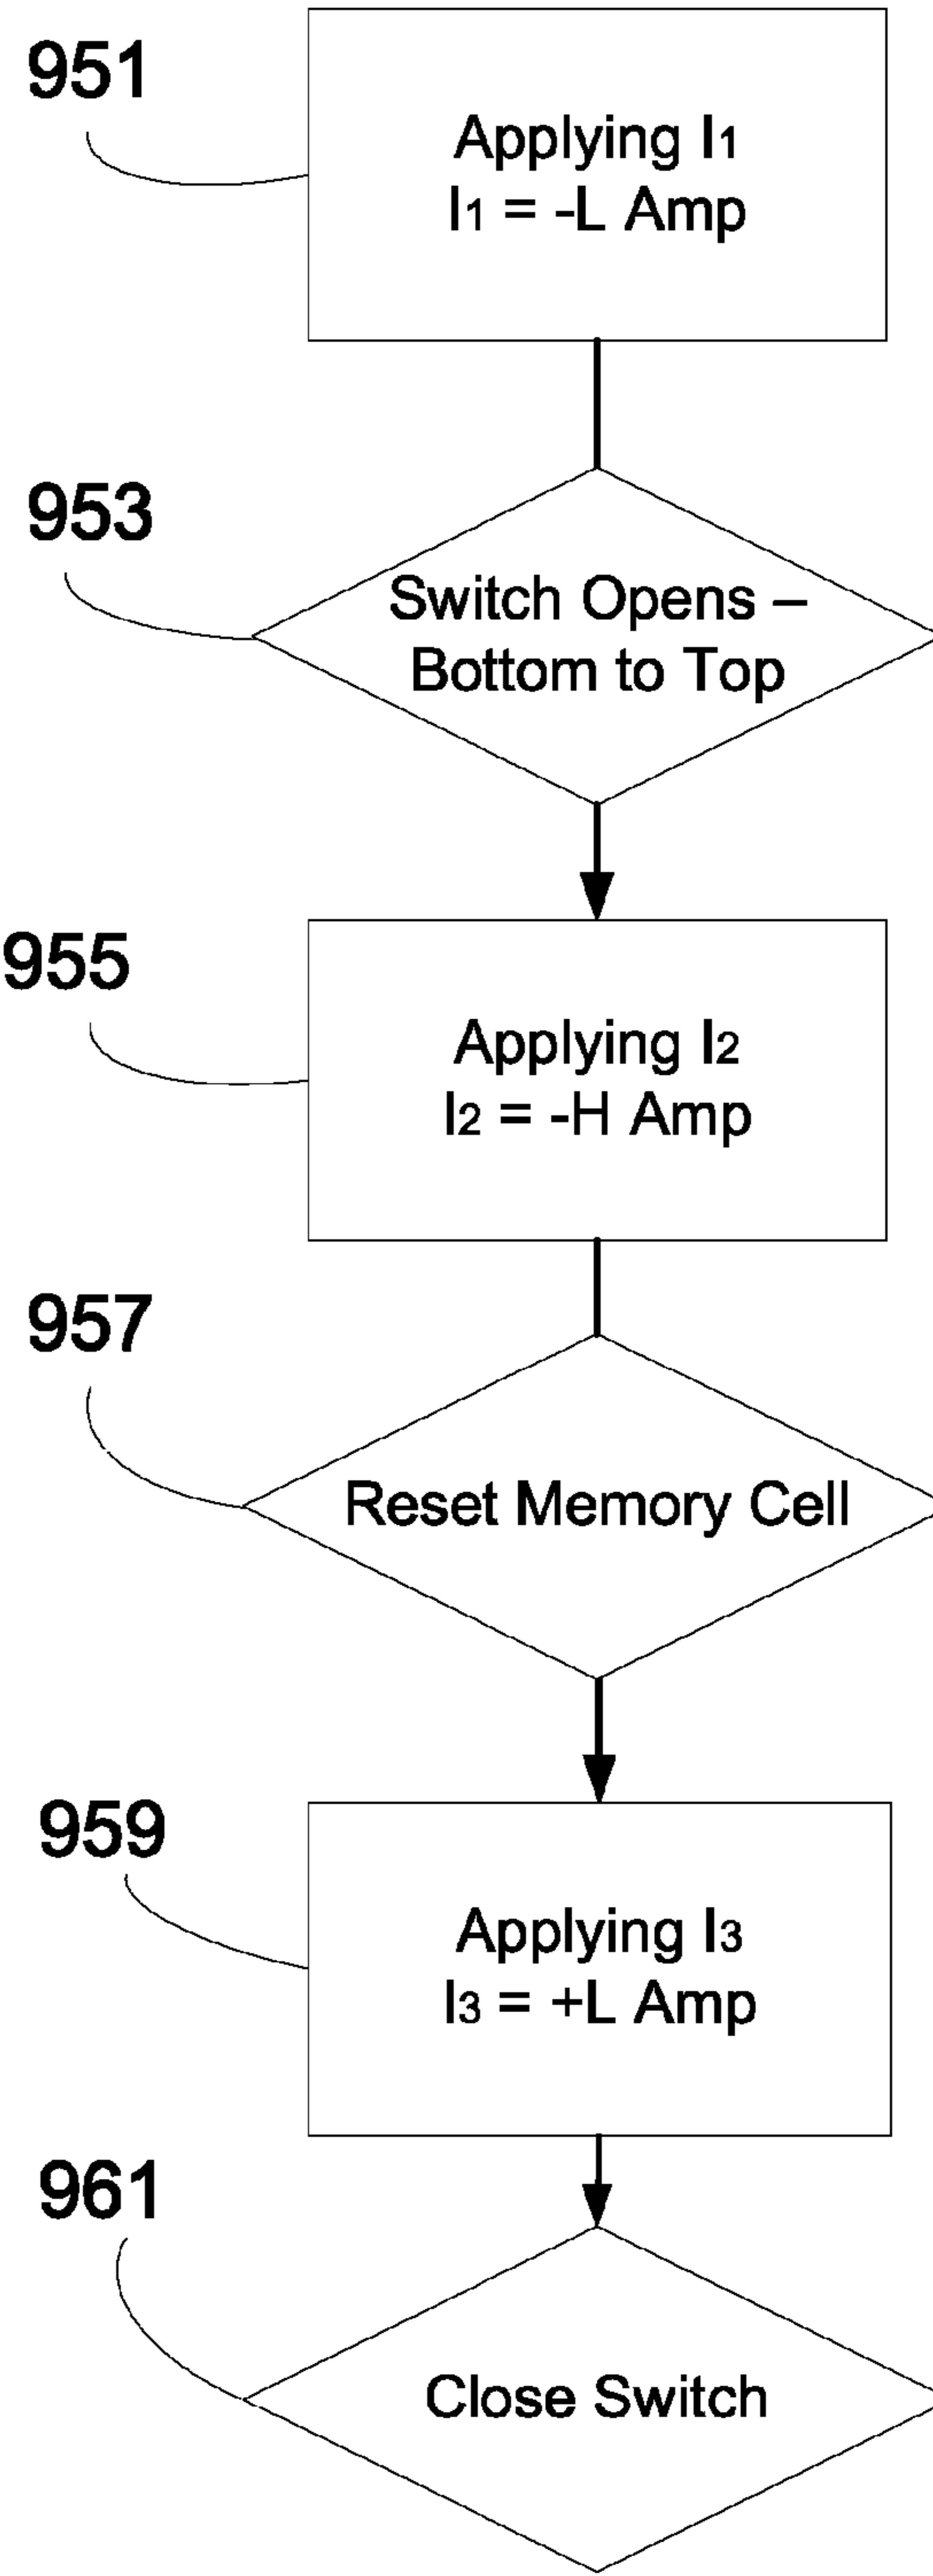 951
Applying I1
I1 = -L Amp
953
Switch Opens –
Bottom to Top
955
Applying I2
I2 = -H Amp
957
Reset Memory Cell
959
Applying I3
I3 = +L Amp
961
Close Switch